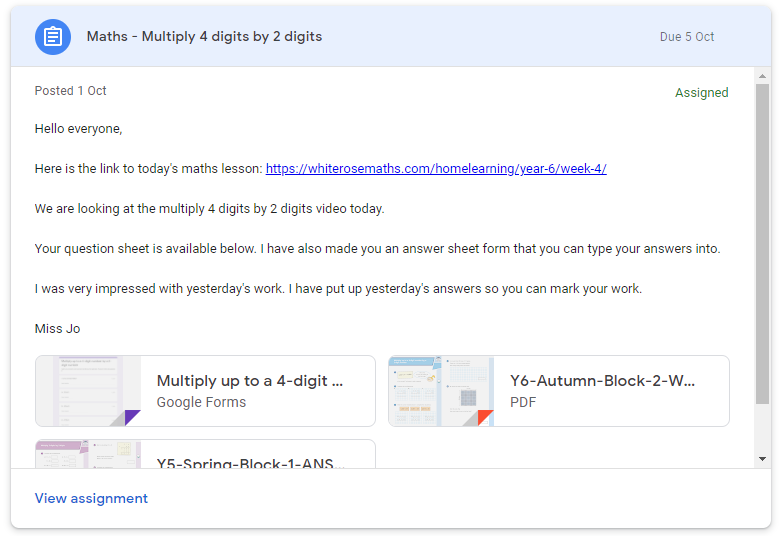 Maths - Multiply 4 digits by 2 digits
Due 5 Oct
Posted 1 Oct
Assigned
Hello everyone,
Here is the link to today's maths lesson: https://whiterosemaths.com/homelearning/year-6/week-4/
We are looking at the multiply 4 digits by 2 digits video today.
Your question sheet is available below. I have also made you an answer sheet form that you can type your answers into.
I was very impressed with yesterday's work. I have put up yesterday's answers so you can mark your work.
Miss Jo
Multiply up to a 4-digit ...
Google Forms
Y6-Autumn-Block-2-W...
PDF
Y5-Spring-Block-1-ANS...
View assignment